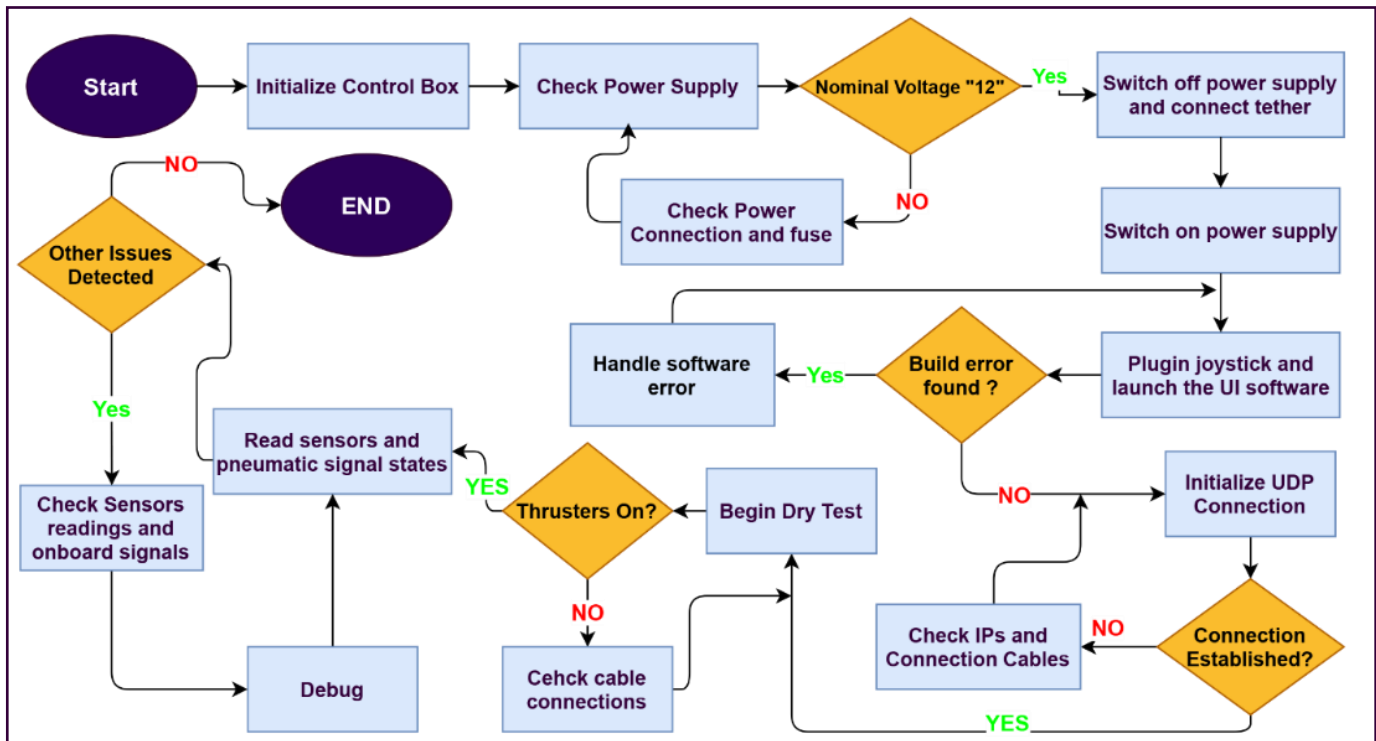 Start
Initialize Control Box
Check Power Supply
Nominal Voltage "12"
Yes
Switch off power supply
and connect tether
NO
Check Power
Connection and fuse
Switch on power supply
Plugin joystick and
launch the UI software
Build error
found ?
Yes
Handle software
error
NO
Initialize UDP
Connection
Connection
Established?
NO
Check IPs and
Connection Cables
YES
Begin Dry Test
Thrusters On?
NO
Cehck cable
connections
YES
Read sensors and
pneumatic signal states
Other Issues
Detected
Yes
Check Sensors
readings and
onboard signals
Debug
NO
END